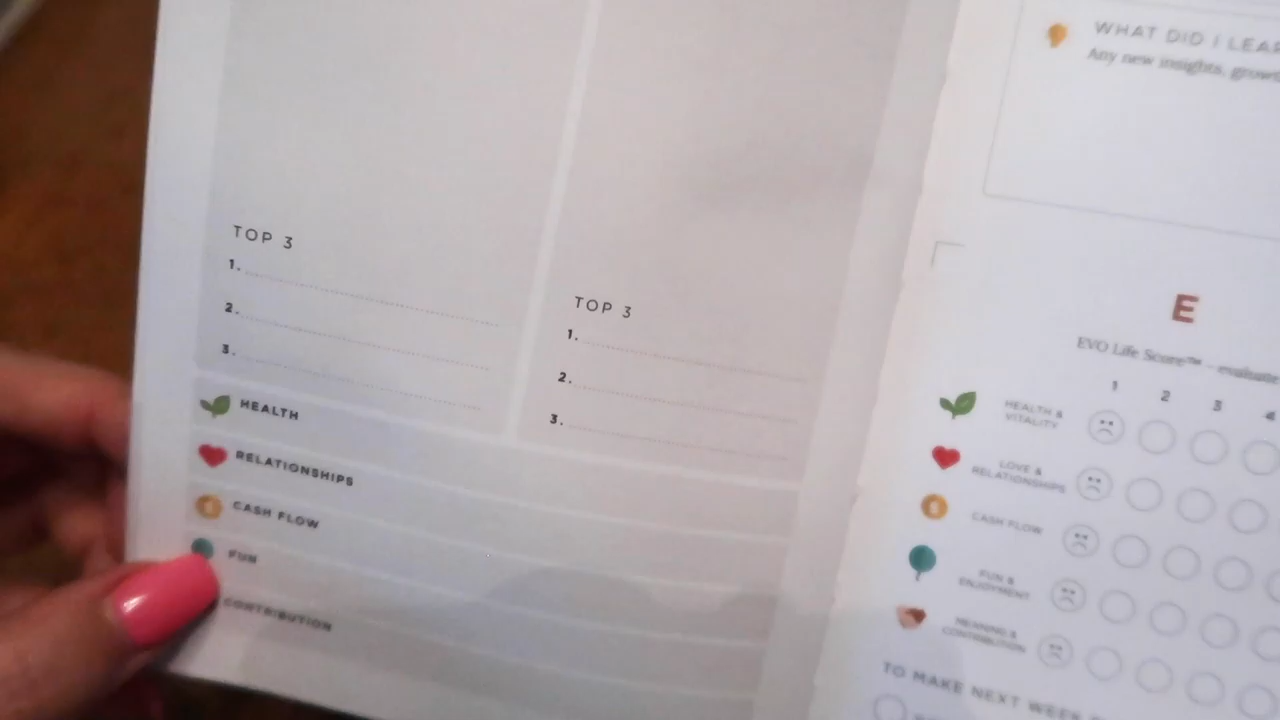 TOP 3
1.
2.
3.
TOP 3
1.
2.
3.
HEALTH
RELATIONSHIPS
CASH FLOW
FUN
CONTRIBUTION
WHAT DID I LEAR
Any new insights, growt
E
EVO Life Score™ – evaluate
1 2 3 4
HEALTH &
VITALITY
LOVE &
RELATIONSHIPS
CASH FLOW
FUN &
ENJOYMENT
MEANING &
CONTRIBUTION
TO MAKE NEXT WEEK